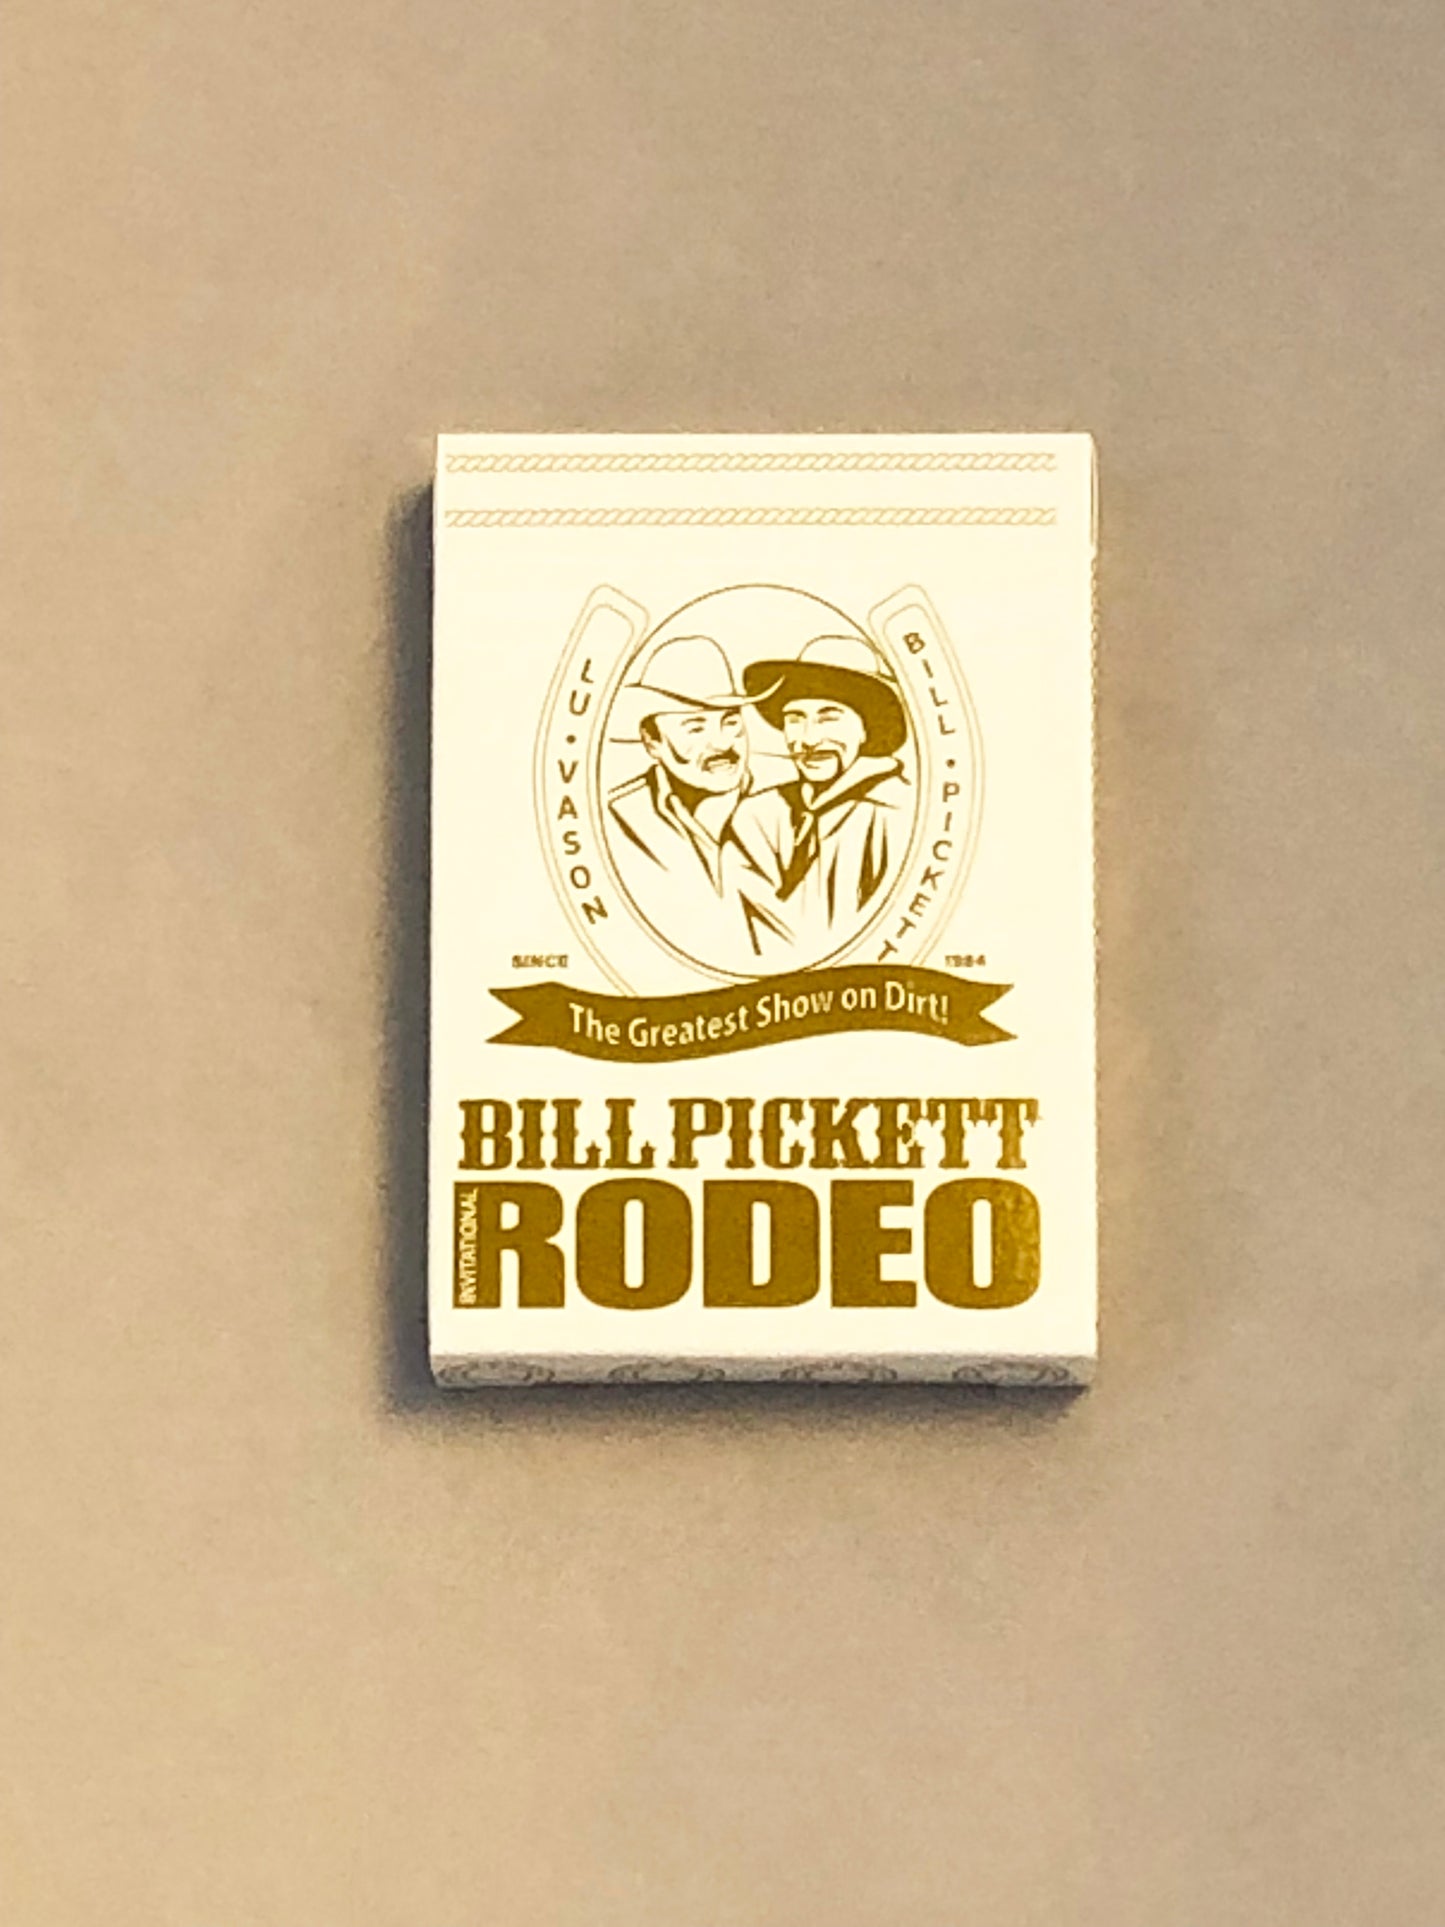 LU • VASON
BILL • PICKETT
SINCE 1984
The Greatest Show on Dirt!
BILL PICKETT
INVITATIONAL
RODEO